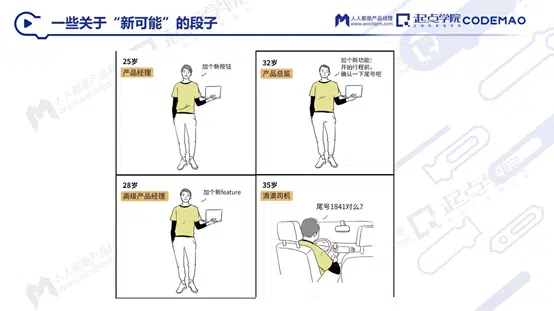 一些关于“新可能”的段子
人人都是产品经理
www.woshipm.com
起点学院
CODEMAO
25岁
产品经理
加个新按钮
32岁
产品总监
加个新功能：
开始行程前，
确认一下尾号吧
28岁
高级产品经理
加个新feature
35岁
滴滴司机
尾号1841对么？